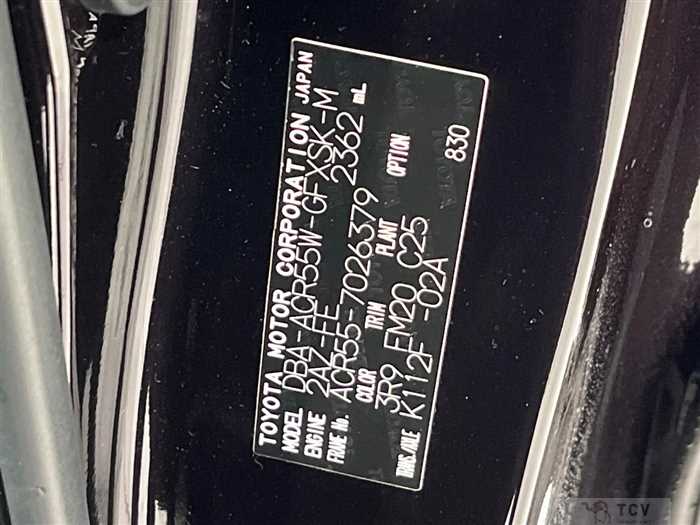 TOYOTA MOTOR CORPORATION JAPAN
MODEL DBA-ACR55W-GFXSK-M
ENGINE 2AZ-FE 2362 mL
FRAME No. ACR55-7026379
COLOR TRIM PLANT OPTION
3R9 FM20 C25 830
TRANS/AXLE K112F -02A
TCV